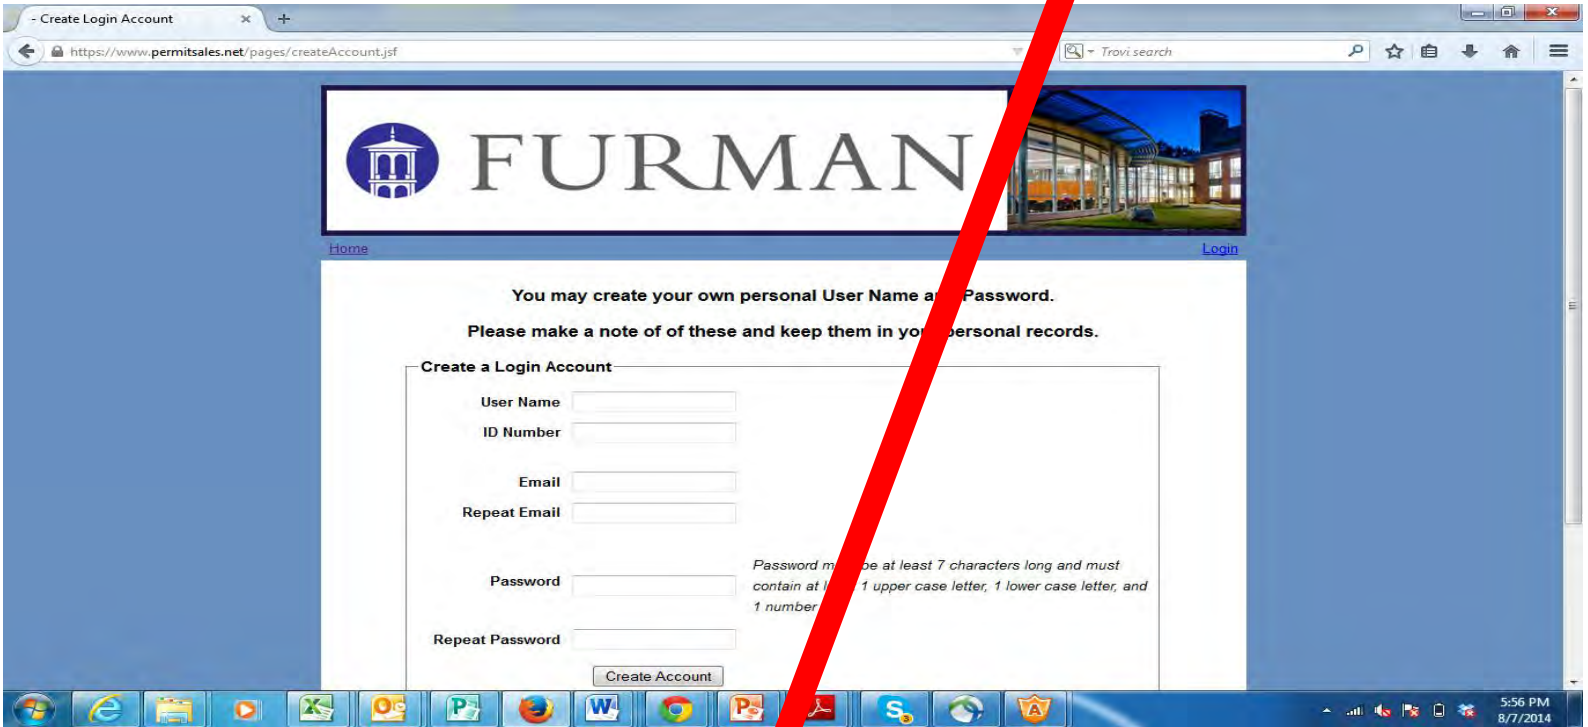 - Create Login Account
https://www.permitsales.net/pages/createAccount.jsf
Trovi search
FURMAN
Home
Login
You may create your own personal User Name Password.
Please make a note of of these and keep them in personal records.
Create a Login Account
User Name
ID Number
Email
Repeat Email
Password
Password be at least 7 characters long and must
contain at 1 upper case letter, 1 lower case letter, and
1 number
Repeat Password
Create Account
5:56 PM
8/7/2014